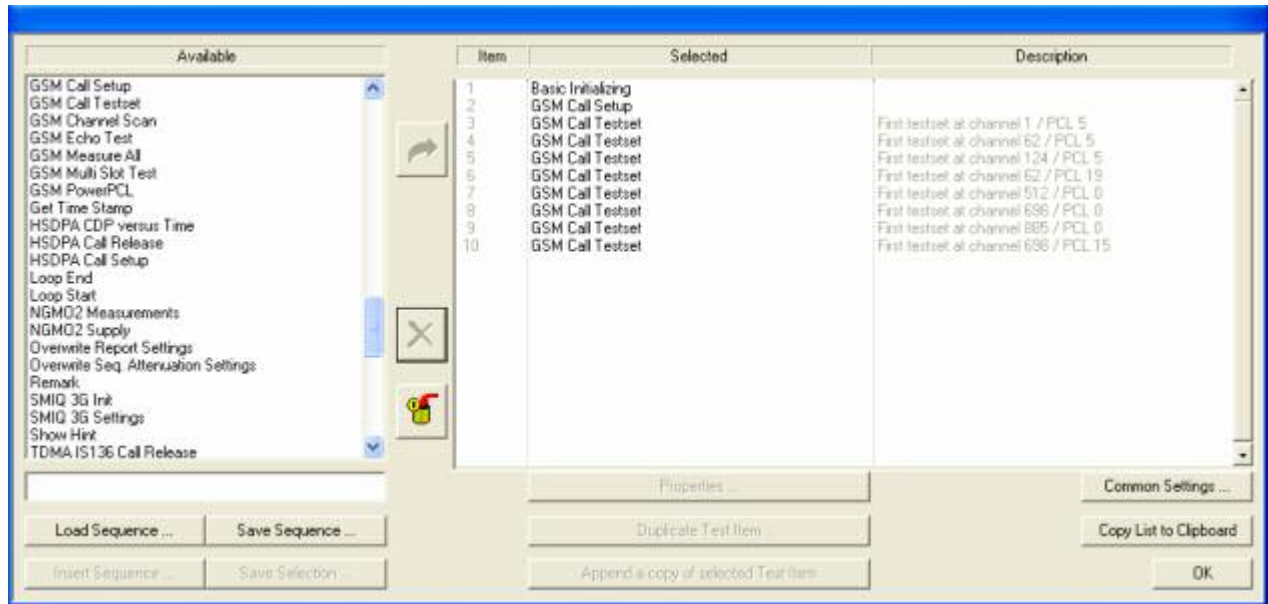 Available
GSM Call Setup
GSM Call Testset
GSM Channel Scan
GSM Echo Test
GSM Measure All
GSM Multi Slot Test
GSM PowerPCL
Get Time Stamp
HSDPA CDP versus Time
HSDPA Call Release
HSDPA Call Setup
Loop End
Loop Start
NGMO2 Measurements
NGMO2 Supply
Overwrite Report Settings
Overwrite Seq. Attenuation Settings
Remark
SMIQ 3G Init
SMIQ 3G Settings
Show Hint
TDMA IS136 Call Release
Load Sequence ... Save Sequence ...
Insert Sequence ... Save Selection ...
Item Selected Description
1 Basic Initializing
2 GSM Call Setup
3 GSM Call Testset First testset at channel 1 / PCL 5
4 GSM Call Testset First testset at channel 62 / PCL 5
5 GSM Call Testset First testset at channel 124 / PCL 5
6 GSM Call Testset First testset at channel 62 / PCL 19
7 GSM Call Testset First testset at channel 512 / PCL 0
8 GSM Call Testset First testset at channel 698 / PCL 0
9 GSM Call Testset First testset at channel 885 / PCL 0
10 GSM Call Testset First testset at channel 698 / PCL 15
Properties ... Common Settings ...
Duplicate Test Item Copy List to Clipboard
Append a copy of selected Test Item OK